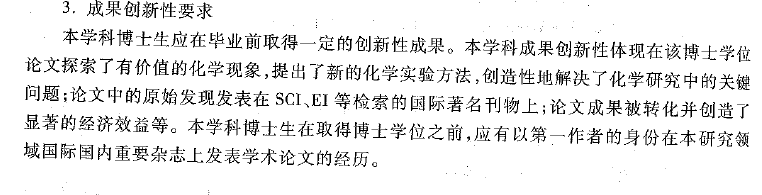 3. 成果创新性要求
本学科博士生应在毕业前取得一定的创新性成果。本学科成果创新性体现在该博士学位
论文探索了有价值的化学现象,提出了新的化学实验方法,创造性地解决了化学研究中的关键
问题;论文中的原始发现发表在 SCI、EI 等检索的国际著名刊物上;论文成果被转化并创造了
显著的经济效益等。本学科博士生在取得博士学位之前,应有以第一作者的身份在本研究领
域国际国内重要杂志上发表学术论文的经历。